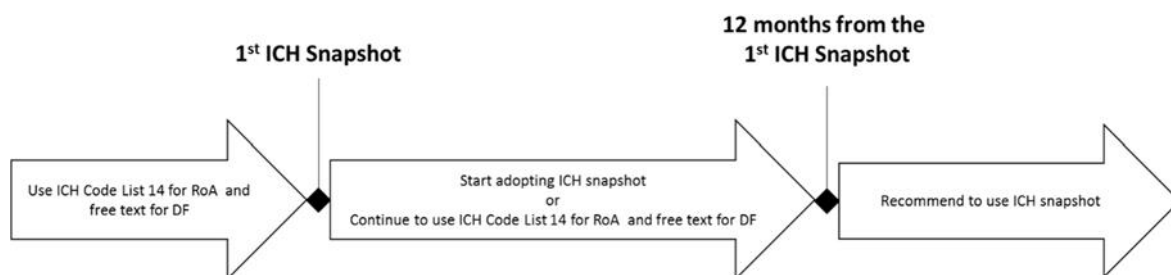 1st ICH Snapshot
12 months from the
1st ICH Snapshot
Use ICH Code List 14 for RoA and
free text for DF
Start adopting ICH snapshot
or
Continue to use ICH Code List 14 for RoA and free text for DF
Recommend to use ICH snapshot